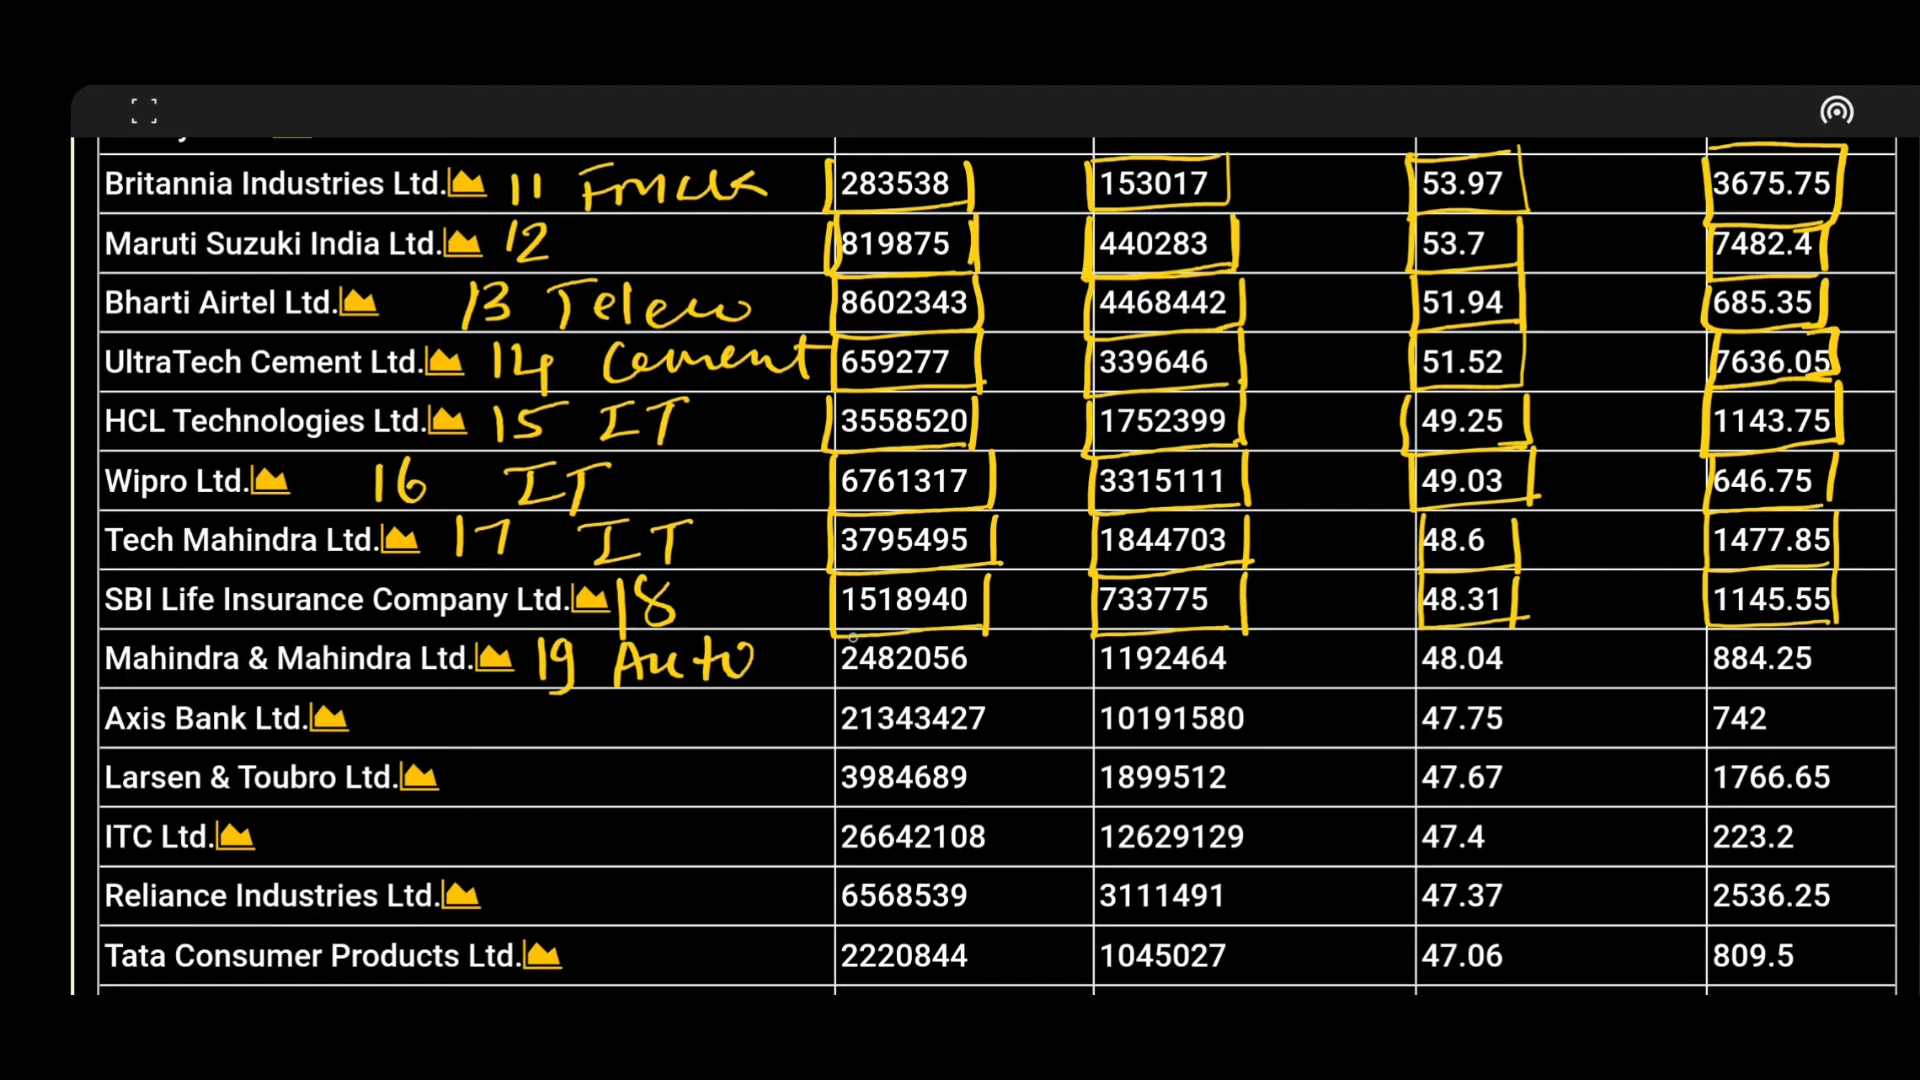 Britannia Industries Ltd. 11 FMCG 283538 153017 53.97 3675.75
Maruti Suzuki India Ltd. 12 819875 440283 53.7 7482.4
Bharti Airtel Ltd. 13 8602343 4468442 51.94 685.35
UltraTech Cement Ltd. 14 Cement 659277 339646 51.52 7636.05
HCL Technologies Ltd. 15 IT 3558520 1752399 49.25 1143.75
Wipro Ltd. 16 IT 6761317 3315111 49.03 646.75
Tech Mahindra Ltd. 17 IT 3795495 1844703 48.6 1477.85
SBI Life Insurance Company Ltd. 18 1518940 733775 48.31 1145.55
Mahindra & Mahindra Ltd. 19 Auto 2482056 1192464 48.04 884.25
Axis Bank Ltd. 21343427 10191580 47.75 742
Larsen & Toubro Ltd. 3984689 1899512 47.67 1766.65
ITC Ltd. 26642108 12629129 47.4 223.2
Reliance Industries Ltd. 6568539 3111491 47.37 2536.25
Tata Consumer Products Ltd. 2220844 1045027 47.06 809.5